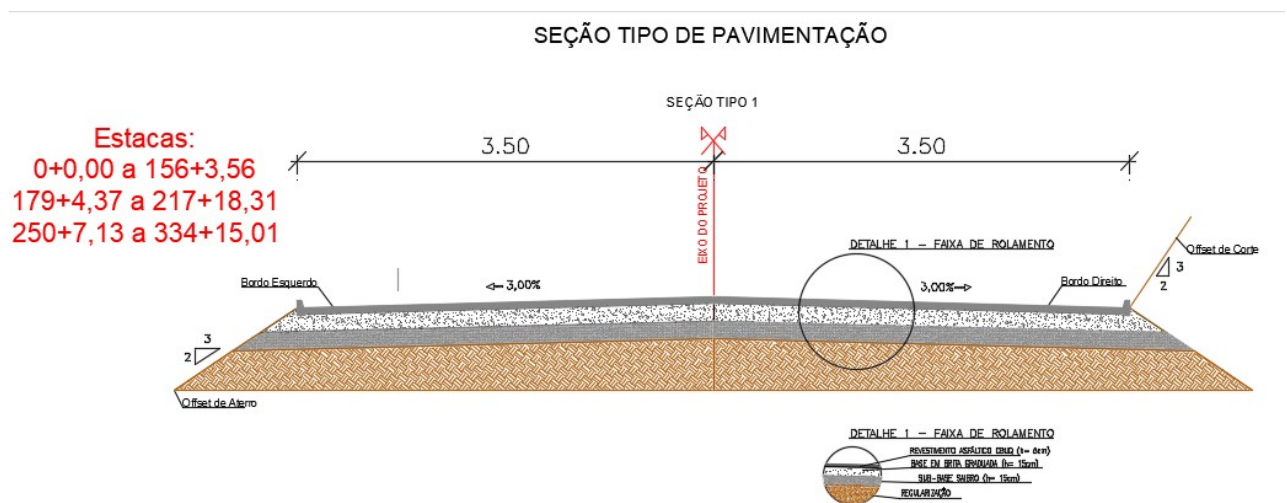 SEÇÃO TIPO DE PAVIMENTAÇÃO
SEÇÃO TIPO 1
Estacas:
0+0,00 a 156+3,56
179+4,37 a 217+18,31
250+7,13 a 334+15,01
3.50
3.50
EIXO DO PROJETO
DETALHE 1 - FAIXA DE ROLAMENTO
Offset de Corte
3
2
Bordo Esquerdo
3,00%
3,00%
Bordo Direito
3
2
Offset de Aterro
DETALHE 1 - FAIXA DE ROLAMENTO
REVESTIMENTO ASFÁLTICO CBUQ
BASE EM BRITA GRADUADA (h= 15cm)
SUB-BASE SAIBRO (h= 15cm)
REGULARIZAÇÃO